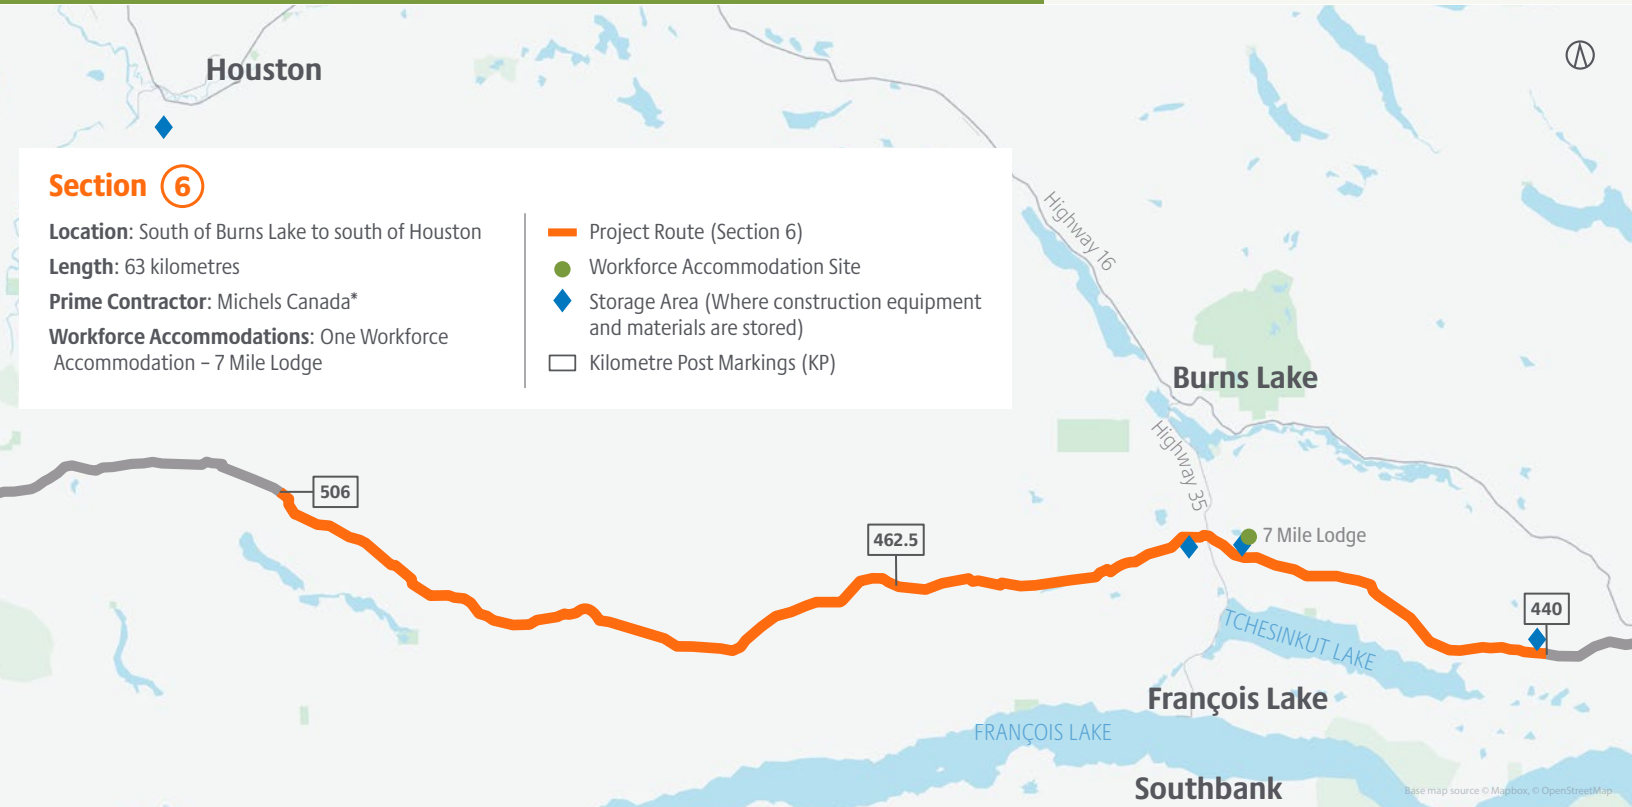 Houston
Section 6
Location: South of Burns Lake to south of Houston
Length: 63 kilometres
Prime Contractor: Michels Canada*
Workforce Accommodations: One Workforce
Accommodation – 7 Mile Lodge
Project Route (Section 6)
Workforce Accommodation Site
Storage Area (Where construction equipment
and materials are stored)
Kilometre Post Markings (KP)
Highway 16
Burns Lake
Highway 35
506
462.5
7 Mile Lodge
440
TCHESINKUT LAKE
François Lake
FRANÇOIS LAKE
Southbank
Base map source © Mapbox, © OpenStreetMap